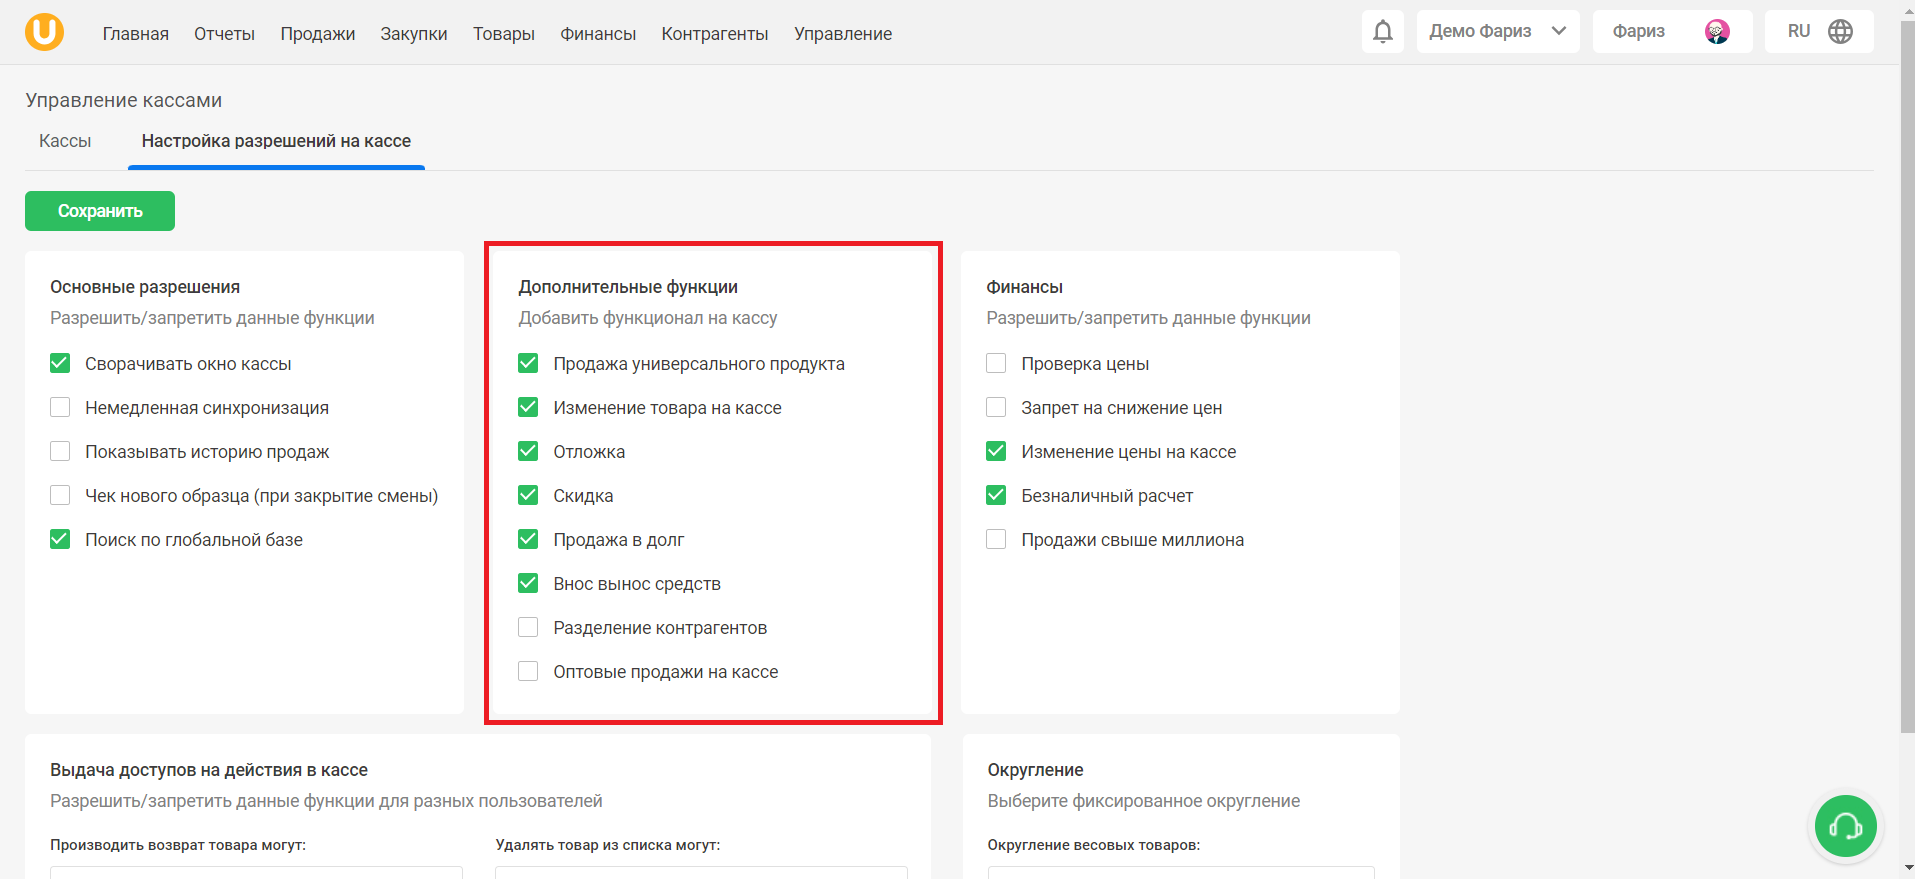 Главная Отчеты Продажи Закупки Товары Финансы Контрагенты Управление Демо Фариз Фариз RU
Управление кассами
Кассы Настройка разрешений на кассе
Сохранить
Основные разрешения
Разрешить/запретить данные функции
Сворачивать окно кассы
Немедленная синхронизация
Показывать историю продаж
Чек нового образца (при закрытие смены)
Поиск по глобальной базе
Дополнительные функции
Добавить функционал на кассу
Продажа универсального продукта
Изменение товара на кассе
Отложка
Скидка
Продажа в долг
Внос вынос средств
Разделение контрагентов
Оптовые продажи на кассе
Финансы
Разрешить/запретить данные функции
Проверка цены
Запрет на снижение цен
Изменение цены на кассе
Безналичный расчет
Продажи свыше миллиона
Выдача доступов на действия в кассе
Разрешить/запретить данные функции для разных пользователей
Производить возврат товара могут: Удалять товар из списка могут:
Округление
Выберите фиксированное округление
Округление весовых товаров: